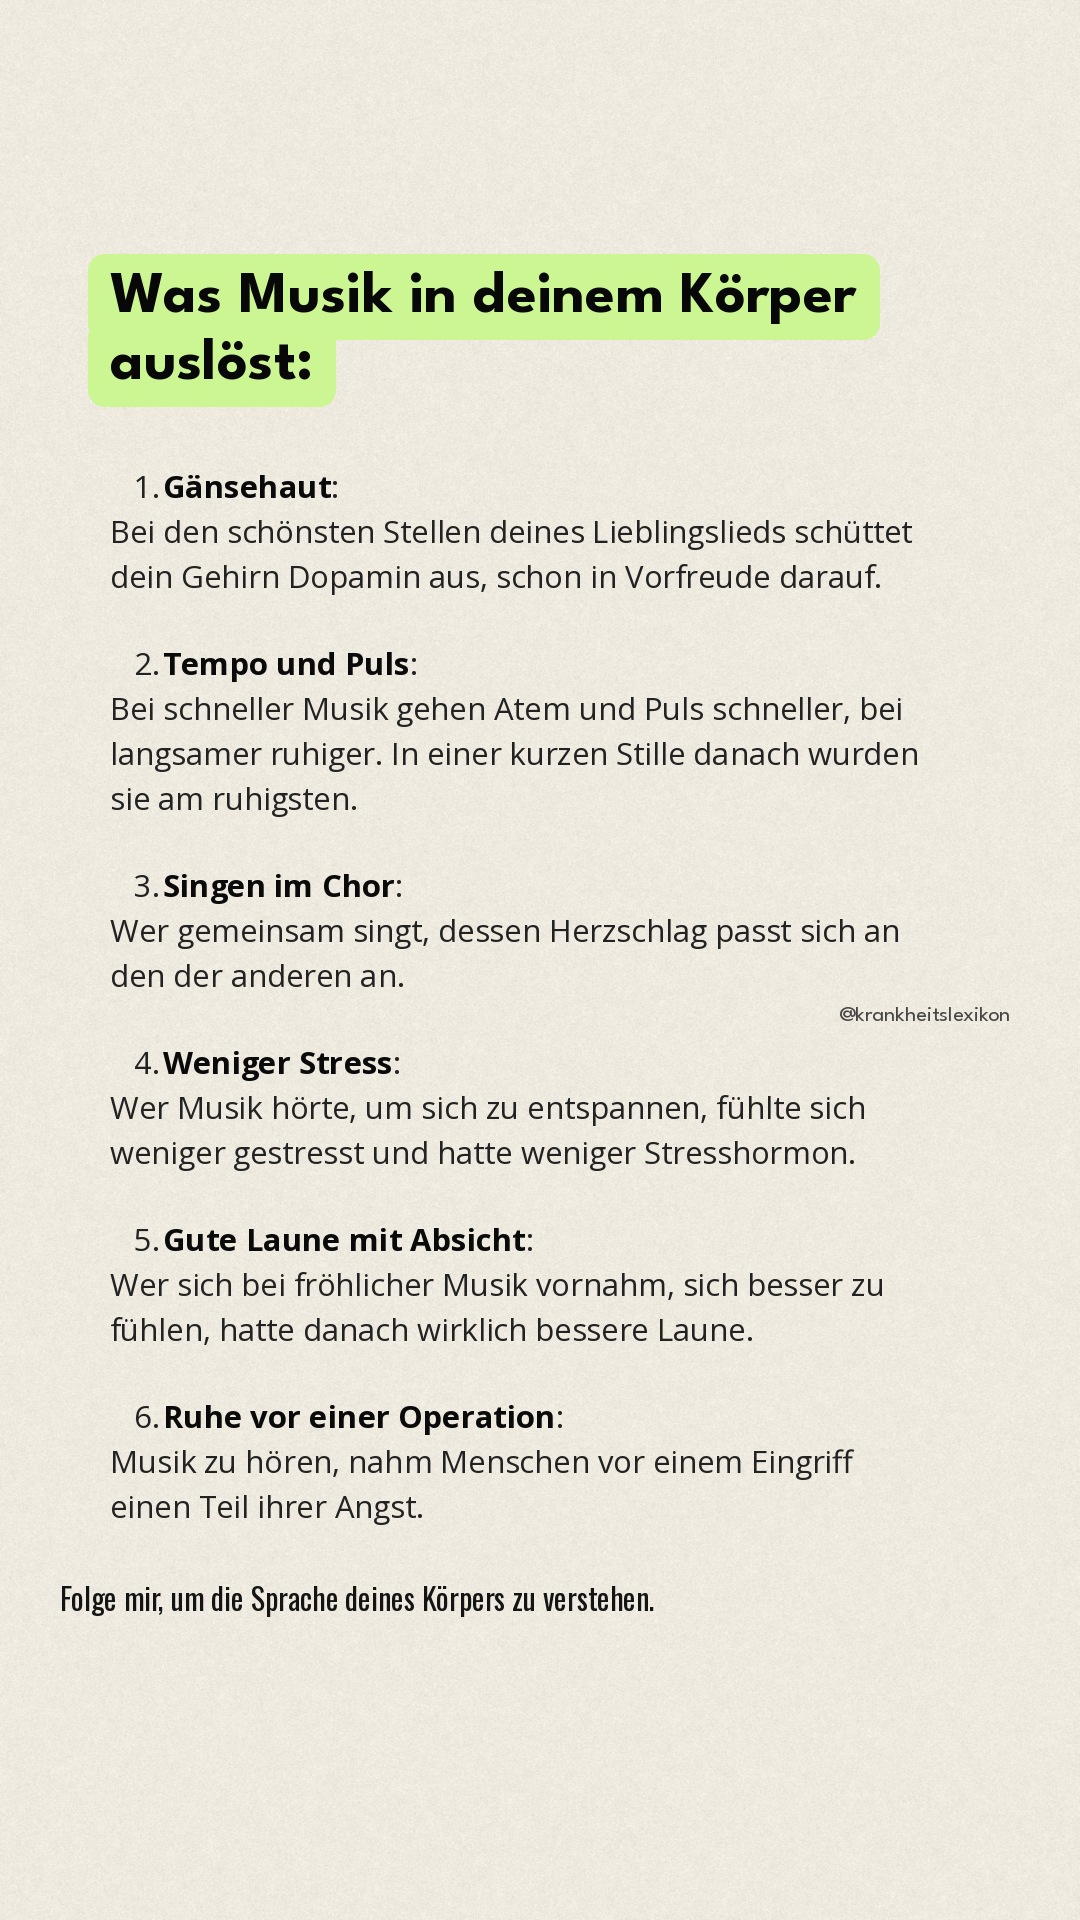 Was Musik in deinem Körper
auslöst:
1. Gänsehaut:
Bei den schönsten Stellen deines Lieblingslieds schüttet
dein Gehirn Dopamin aus, schon in Vorfreude darauf.
2. Tempo und Puls:
Bei schneller Musik gehen Atem und Puls schneller, bei
langsamer ruhiger. In einer kurzen Stille danach wurden
sie am ruhigsten.
3. Singen im Chor:
Wer gemeinsam singt, dessen Herzschlag passt sich an
den der anderen an.
@krankheitslexikon
4. Weniger Stress:
Wer Musik hörte, um sich zu entspannen, fühlte sich
weniger gestresst und hatte weniger Stresshormon.
5. Gute Laune mit Absicht:
Wer sich bei fröhlicher Musik vornahm, sich besser zu
fühlen, hatte danach wirklich bessere Laune.
6. Ruhe vor einer Operation:
Musik zu hören, nahm Menschen vor einem Eingriff
einen Teil ihrer Angst.
Folge mir, um die Sprache deines Körpers zu verstehen.